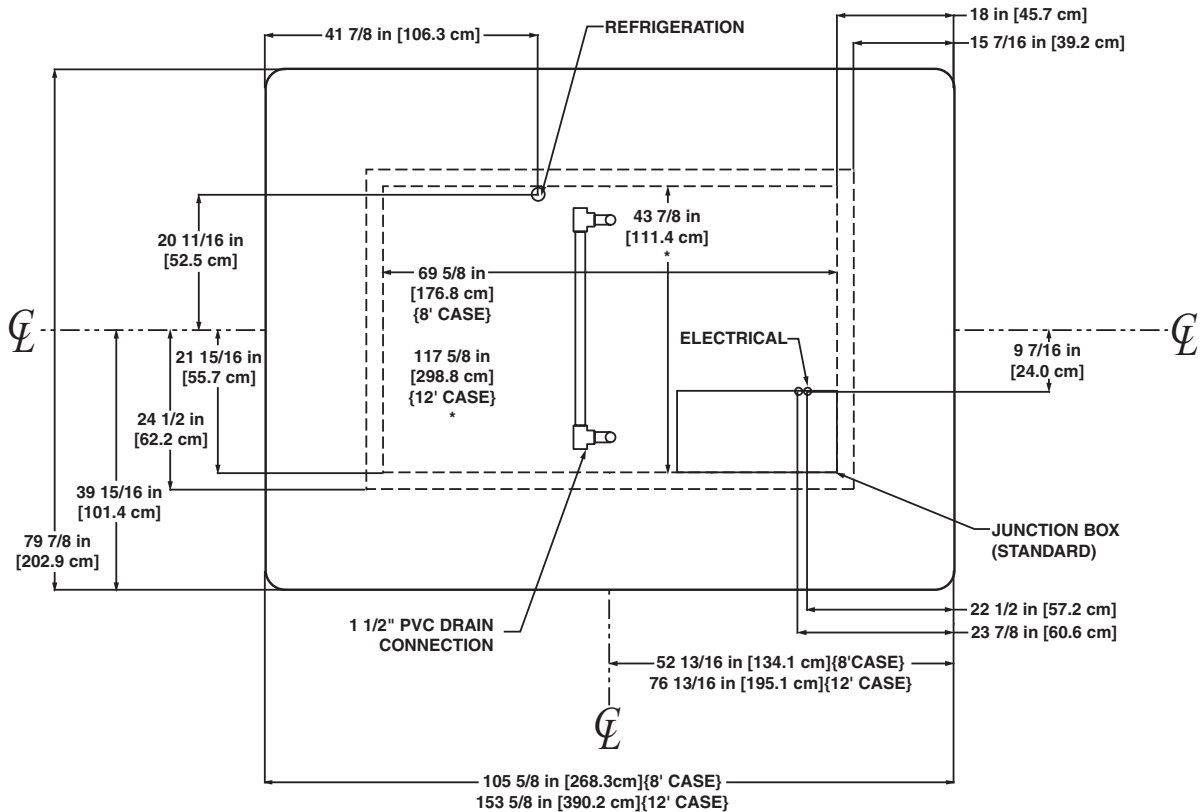 18 in [45.7 cm]
41 7/8 in [106.3 cm]
REFRIGERATION
15 7/16 in [39.2 cm]
20 11/16 in
[52.5 cm]
43 7/8 in
[111.4 cm]
*
69 5/8 in
[176.8 cm]
{8' CASE}
117 5/8 in
[298.8 cm]
{12' CASE}
*
℄
℄
ELECTRICAL
9 7/16 in
[24.0 cm]
21 15/16 in
[55.7 cm]
24 1/2 in
[62.2 cm]
39 15/16 in
[101.4 cm]
79 7/8 in
[202.9 cm]
JUNCTION BOX
(STANDARD)
1 1/2" PVC DRAIN
CONNECTION
22 1/2 in [57.2 cm]
23 7/8 in [60.6 cm]
52 13/16 in [134.1 cm]{8'CASE}
76 13/16 in [195.1 cm]{12' CASE}
℄
105 5/8 in [268.3cm]{8' CASE}
153 5/8 in [390.2 cm]{12' CASE}